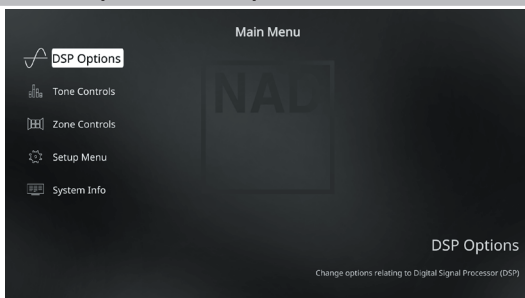 Main Menu
DSP Options
Tone Controls
NAD
Zone Controls
Setup Menu
System Info
DSP Options
Change options relating to Digital Signal Processor (DSP)